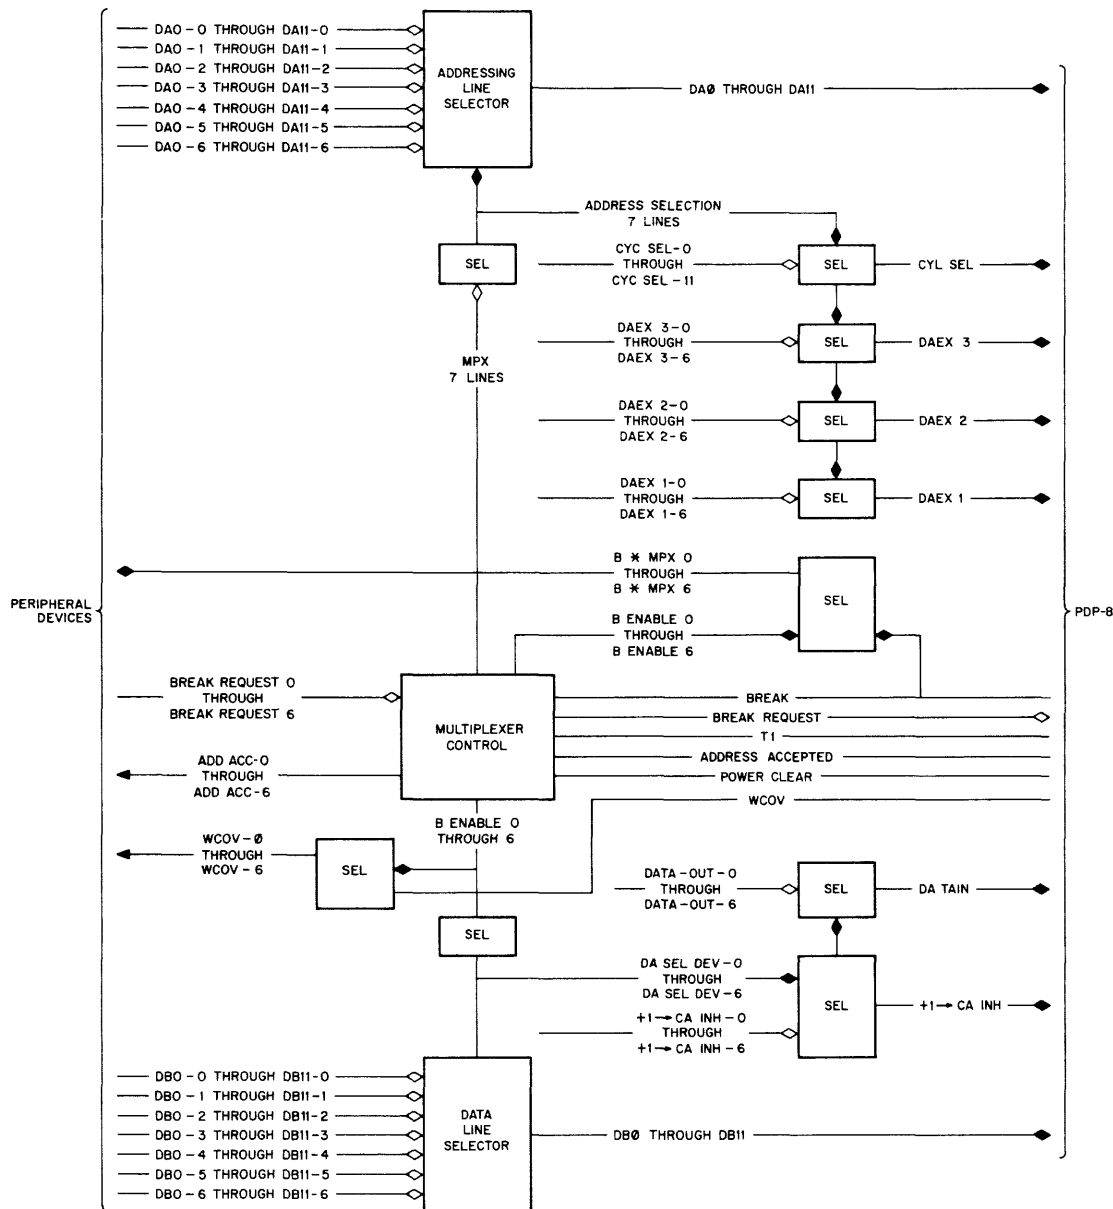 DA0-0 THROUGH DA11-0
DA0-1 THROUGH DA11-1
DA0-2 THROUGH DA11-2
DA0-3 THROUGH DA11-3
DA0-4 THROUGH DA11-4
DA0-5 THROUGH DA11-5
DA0-6 THROUGH DA11-6
ADDRESSING
LINE
SELECTOR
DAØ THROUGH DA11
ADDRESS SELECTION
7 LINES
SEL
CYC SEL-0
THROUGH
CYC SEL-11
SEL
CYL SEL
DAEX 3-0
THROUGH
DAEX 3-6
SEL
DAEX 3
MPX
7 LINES
DAEX 2-0
THROUGH
DAEX 2-6
SEL
DAEX 2
DAEX 1-0
THROUGH
DAEX 1-6
SEL
DAEX 1
B * MPX 0
THROUGH
B * MPX 6
SEL
PERIPHERAL
DEVICES
PDP-8
B ENABLE 0
THROUGH
B ENABLE 6
BREAK REQUEST 0
THROUGH
BREAK REQUEST 6
MULTIPLEXER
CONTROL
BREAK
BREAK REQUEST
T1
ADDRESS ACCEPTED
POWER CLEAR
WCOV
ADD ACC-0
THROUGH
ADD ACC-6
B ENABLE 0
THROUGH 6
WCOV-Ø
THROUGH
WCOV-6
SEL
SEL
DATA-OUT-0
THROUGH
DATA-OUT-6
SEL
DA TAIN
DA SEL DEV-0
THROUGH
DA SEL DEV-6
+1→CA INH-0
THROUGH
+1→CA INH-6
SEL
+1→CA INH
DB0-0 THROUGH DB11-0
DB0-1 THROUGH DB11-1
DB0-2 THROUGH DB11-2
DB0-3 THROUGH DB11-3
DB0-4 THROUGH DB11-4
DB0-5 THROUGH DB11-5
DB0-6 THROUGH DB11-6
DATA
LINE
SELECTOR
DBØ THROUGH DB11